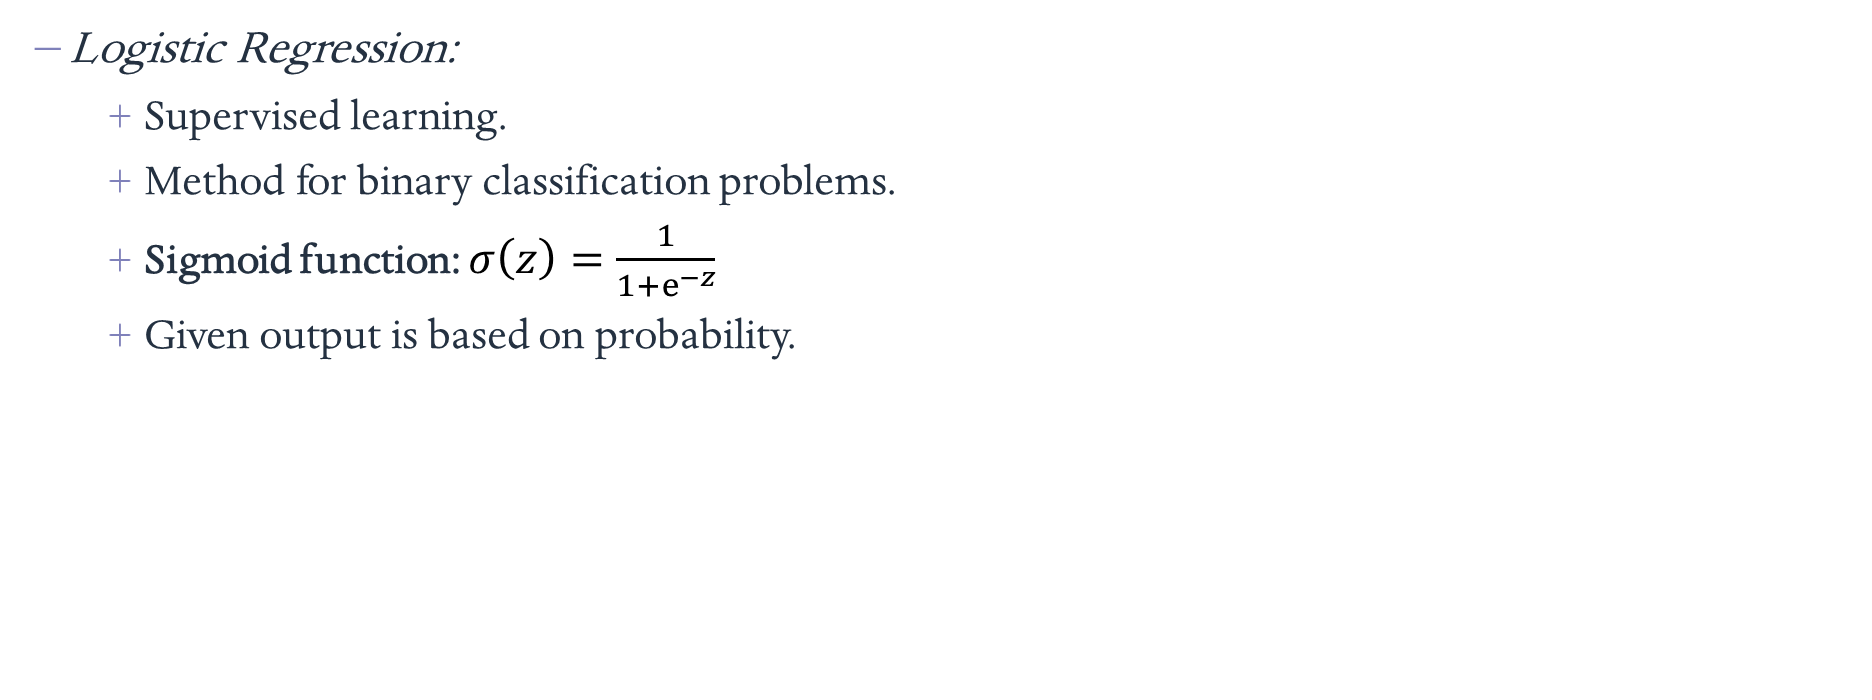 – Logistic Regression:
+ Supervised learning.
+ Method for binary classification problems.
+ Sigmoid function: σ(z) = 1/(1+e^−z)
+ Given output is based on probability.